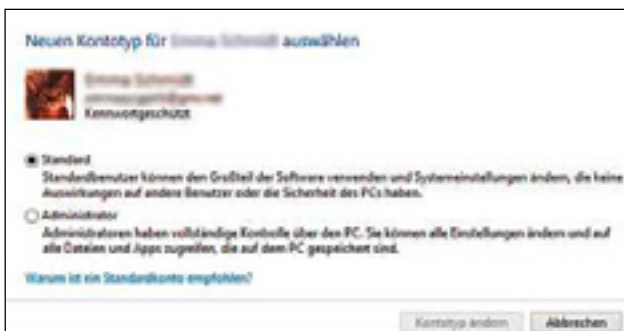 Neuen Kontotyp für auswählen
Kennwortgeschützt
Standard
Standardbenutzer können den Großteil der Software verwenden und Systemeinstellungen ändern, die keine
Auswirkungen auf andere Benutzer oder die Sicherheit des PCs haben.
Administrator
Administratoren haben vollständige Kontrolle über den PC. Sie können alle Einstellungen ändern und auf
alle Dateien und Apps zugreifen, die auf dem PC gespeichert sind.
Warum ist ein Standardkonto empfohlen?
Kontotyp ändern
Abbrechen